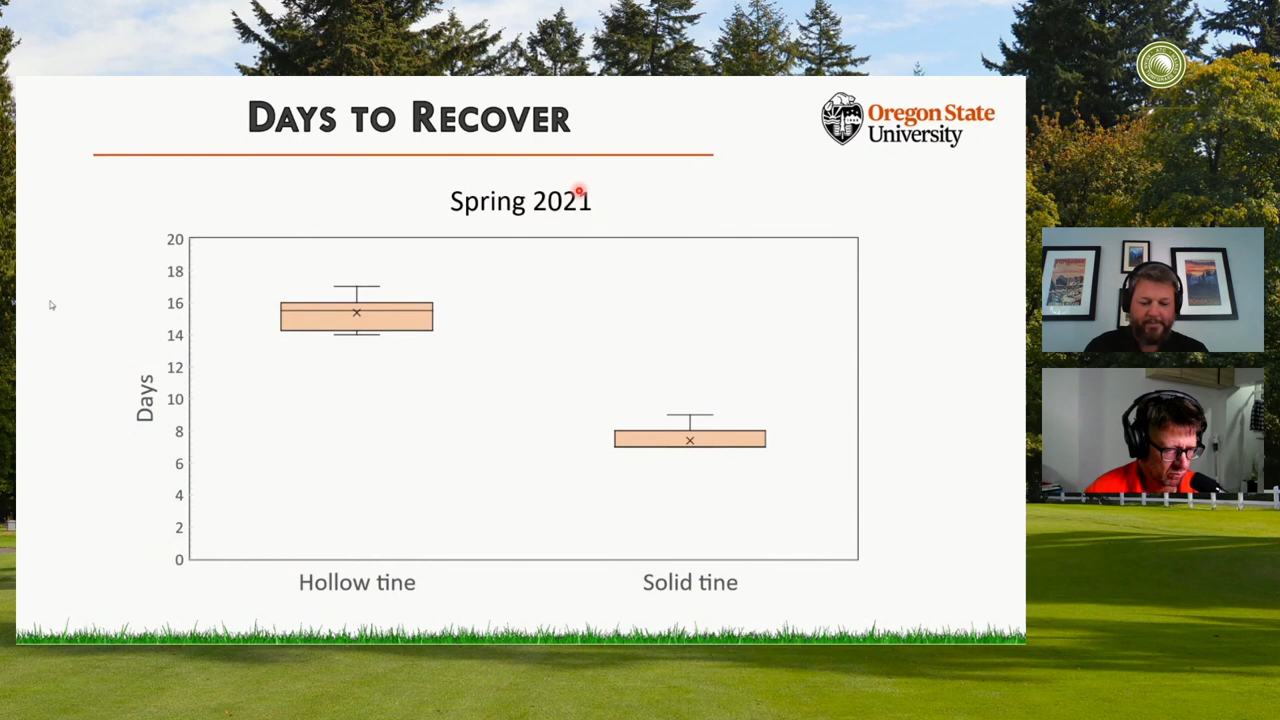 DAYS TO RECOVER
Oregon State
University
Spring 2021
20
18
16
14
12
10
8
6
4
2
0
Days
Hollow tine
Solid tine